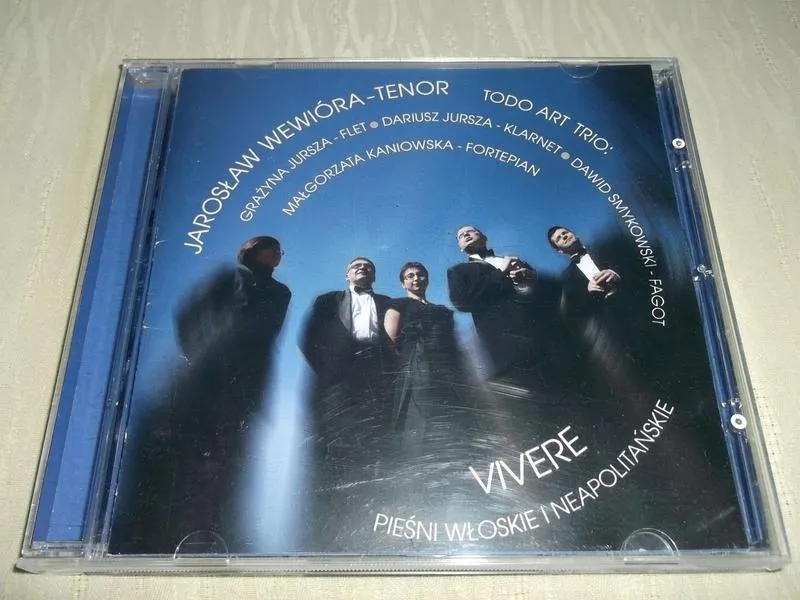 JAROSŁAW WEWIÓRA-TENOR
TODO ART TRIO:
GRAŻYNA JURSZA - FLET ● DARIUSZ JURSZA - KLARNET ● DAWID SMYKOWSKI - FAGOT
MAŁGORZATA KANIOWSKA - FORTEPIAN
VIVERE
PIEŚNI WŁOSKIE I NEAPOLITAŃSKIE